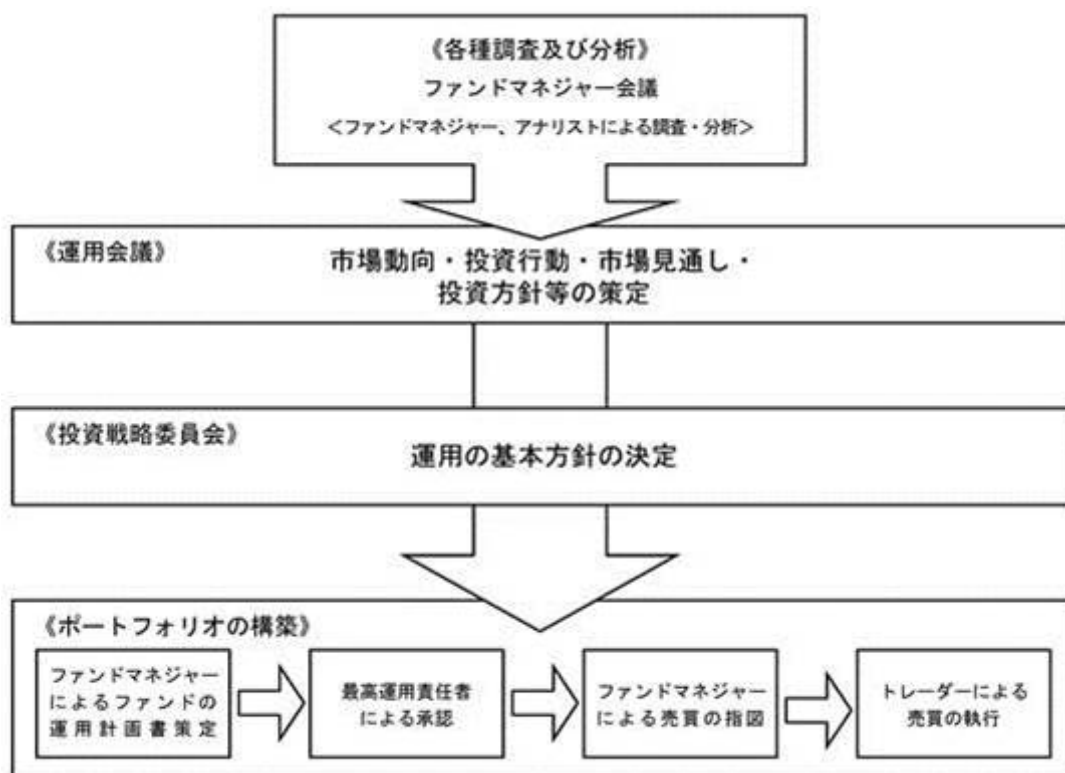 《各種調査及び分析》
ファンドマネジャー会議
<ファンドマネジャー、アナリストによる調査・分析>
《運用会議》
市場動向・投資行動・市場見通し・
投資方針等の策定
《投資戦略委員会》
運用の基本方針の決定
《ポートフォリオの構築》
ファンドマネジャー
によるファンドの
運用計画書策定
最高運用責任者
による承認
ファンドマネジャー
による売買の指図
トレーダーによる
売買の執行